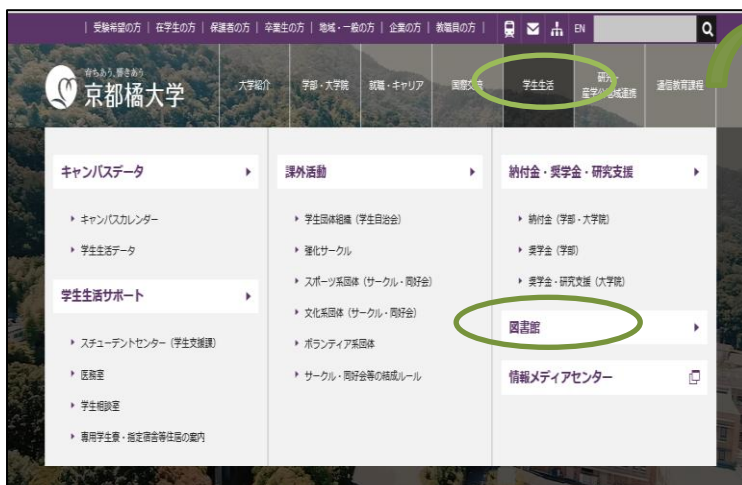 | 受験希望の方 | 在学生の方 | 保護者の方 | 卒業生の方 | 地域・一般の方 | 企業の方 | 教職員の方 | EN
育ちあう、響きあう
京都橘大学
大学紹介
学部・大学院
就職・キャリア
国際交流
学生生活
研究・
産学公地域連携
通信教育課程
キャンパスデータ
キャンパスカレンダー
学生生活データ
学生生活サポート
スチューデントセンター（学生支援課）
医務室
学生相談室
専用学生寮・指定宿舎等住居の案内
課外活動
学生団体組織（学生自治会）
強化サークル
スポーツ系団体（サークル・同好会）
文化系団体（サークル・同好会）
ボランティア系団体
サークル・同好会等の結成ルール
納付金・奨学金・研究支援
納付金（学部・大学院）
奨学金（学部）
奨学金・研究支援（大学院）
図書館
情報メディアセンター